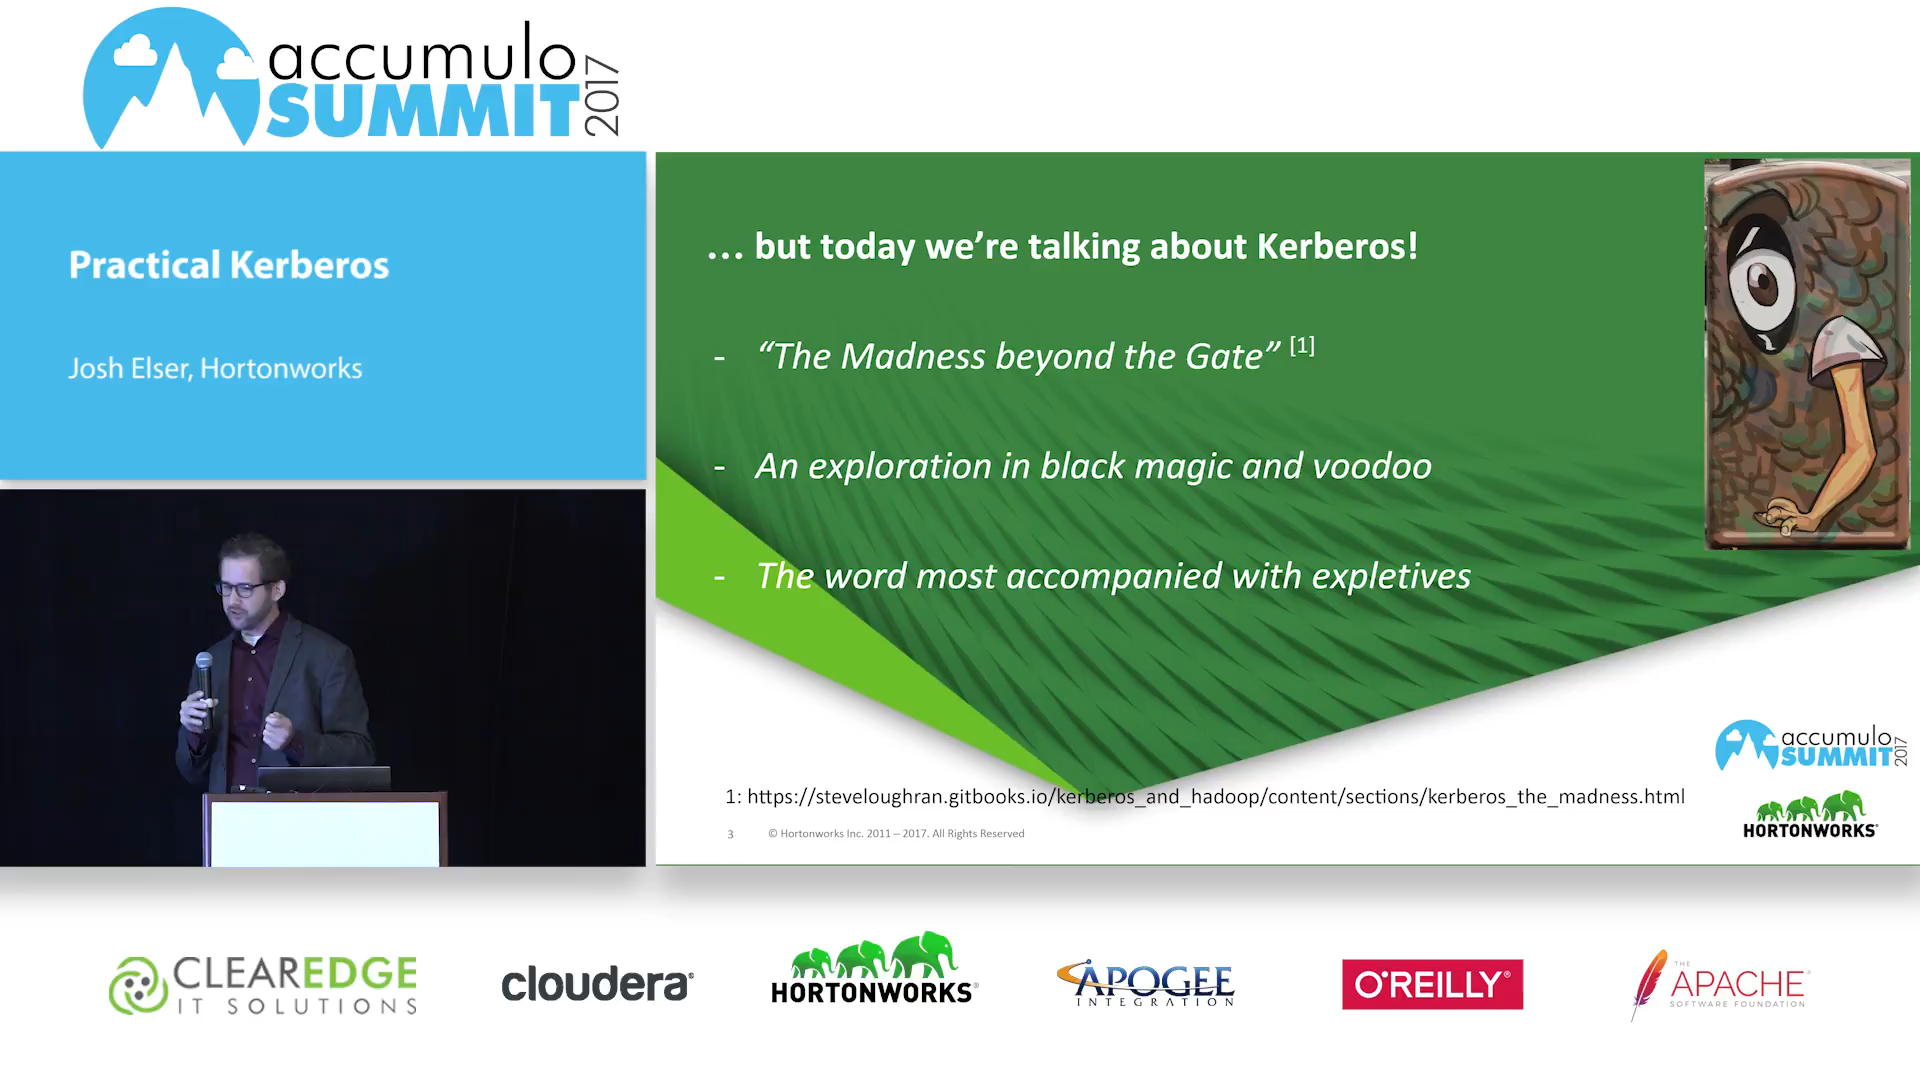 accumulo
SUMMIT
2017
Practical Kerberos
Josh Elser, Hortonworks
... but today we're talking about Kerberos!
- “The Madness beyond the Gate” [1]
- An exploration in black magic and voodoo
- The word most accompanied with expletives
accumulo
SUMMIT
2017
1: https://steveloughran.gitbooks.io/kerberos_and_hadoop/content/sections/kerberos_the_madness.html
HORTONWORKS®
3 © Hortonworks Inc. 2011 – 2017. All Rights Reserved
CLEAREDGE
IT SOLUTIONS
cloudera®
HORTONWORKS®
APOGEE
INTEGRATION
O'REILLY®
THE
APACHE®
SOFTWARE FOUNDATION